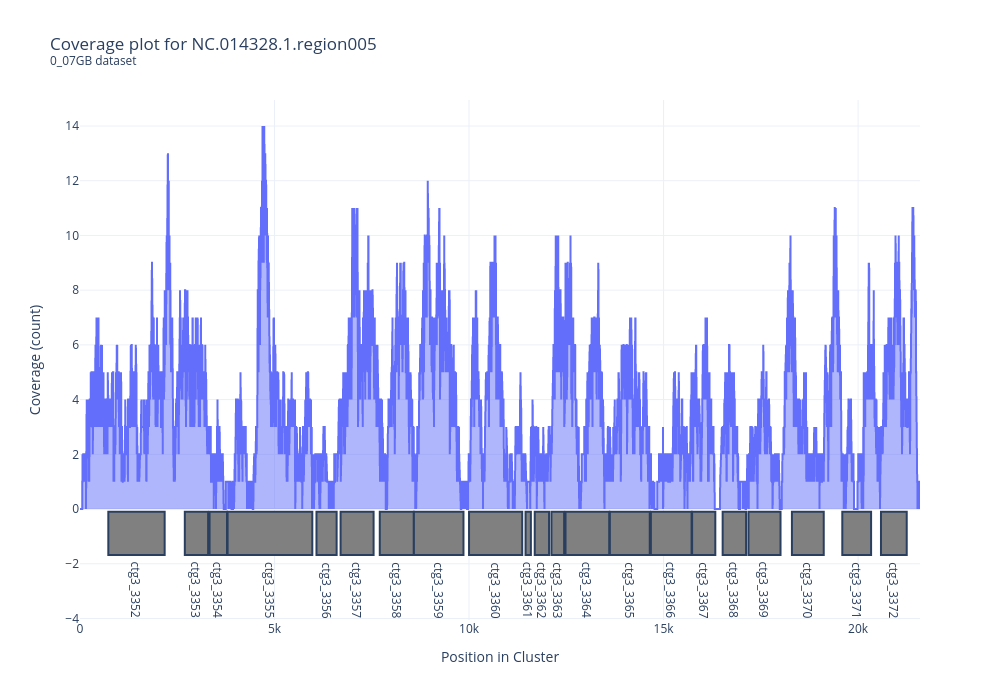 Coverage plot for NC.014328.1.region005
0_07GB dataset
14
12
10
8
6
4
2
0
−2
−4
Coverage (count)
ctg3_3352
ctg3_3353
ctg3_3354
ctg3_3355
ctg3_3356
ctg3_3357
ctg3_3358
ctg3_3359
ctg3_3360
ctg3_3361
ctg3_3362
ctg3_3363
ctg3_3364
ctg3_3365
ctg3_3366
ctg3_3367
ctg3_3368
ctg3_3369
ctg3_3370
ctg3_3371
ctg3_3372
0
5k
10k
15k
20k
Position in Cluster